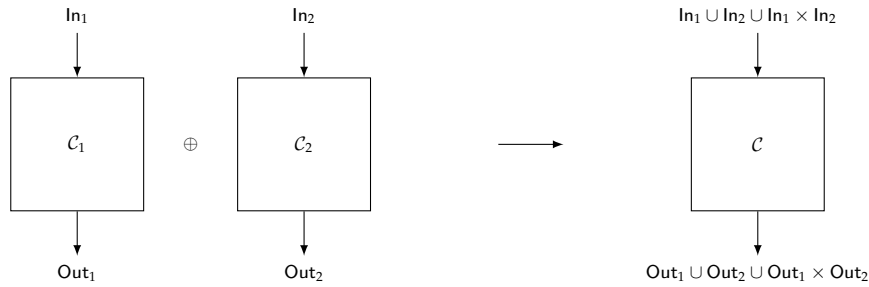 In₁ In₂ In₁ ∪ In₂ ∪ In₁ × In₂
𝒞₁ ⊕ 𝒞₂ 𝒞
Out₁ Out₂ Out₁ ∪ Out₂ ∪ Out₁ × Out₂